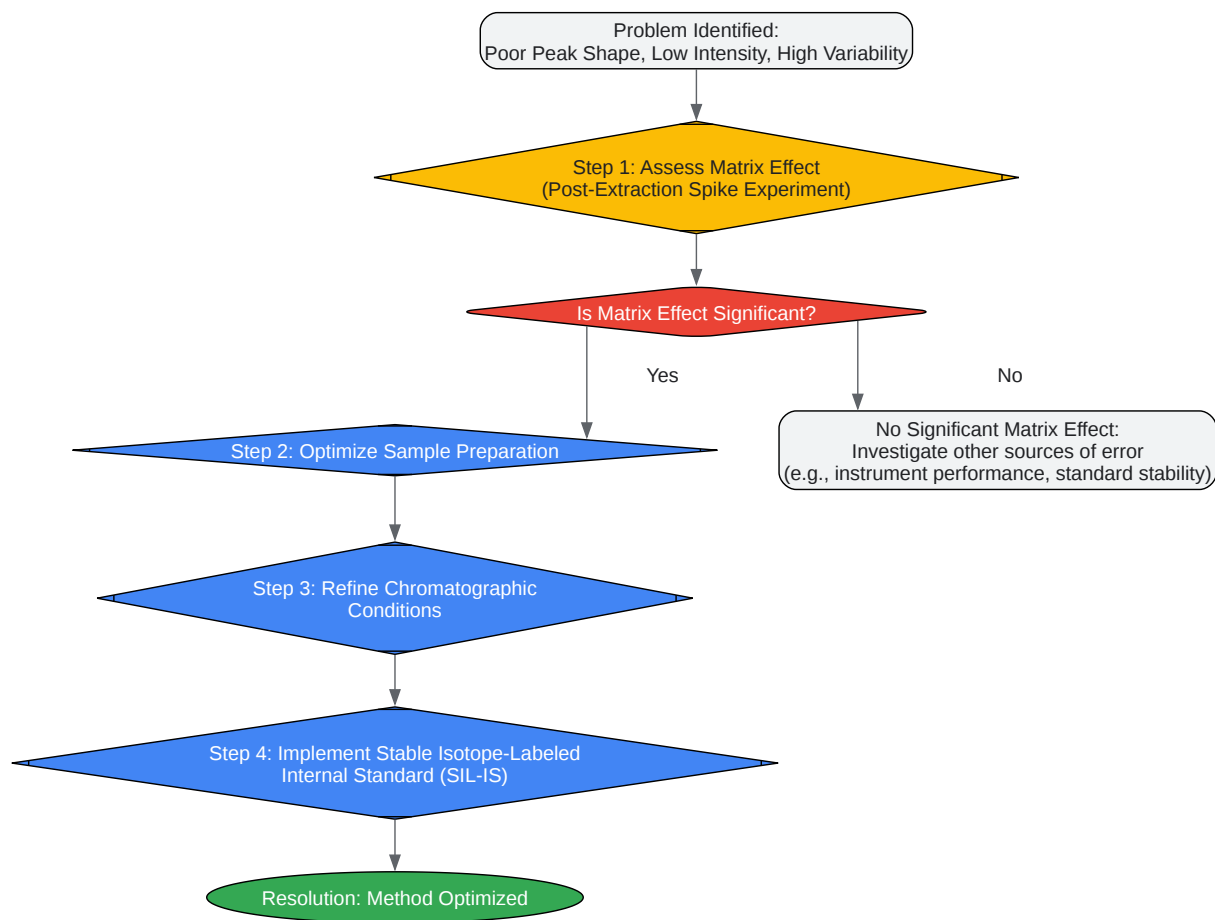 Problem Identified:
Poor Peak Shape, Low Intensity, High Variability
Step 1: Assess Matrix Effect
(Post-Extraction Spike Experiment)
Is Matrix Effect Significant?
Yes
No
No Significant Matrix Effect:
Investigate other sources of error
(e.g., instrument performance, standard stability)
Step 2: Optimize Sample Preparation
Step 3: Refine Chromatographic
Conditions
Step 4: Implement Stable Isotope-Labeled
Internal Standard (SIL-IS)
Resolution: Method Optimized